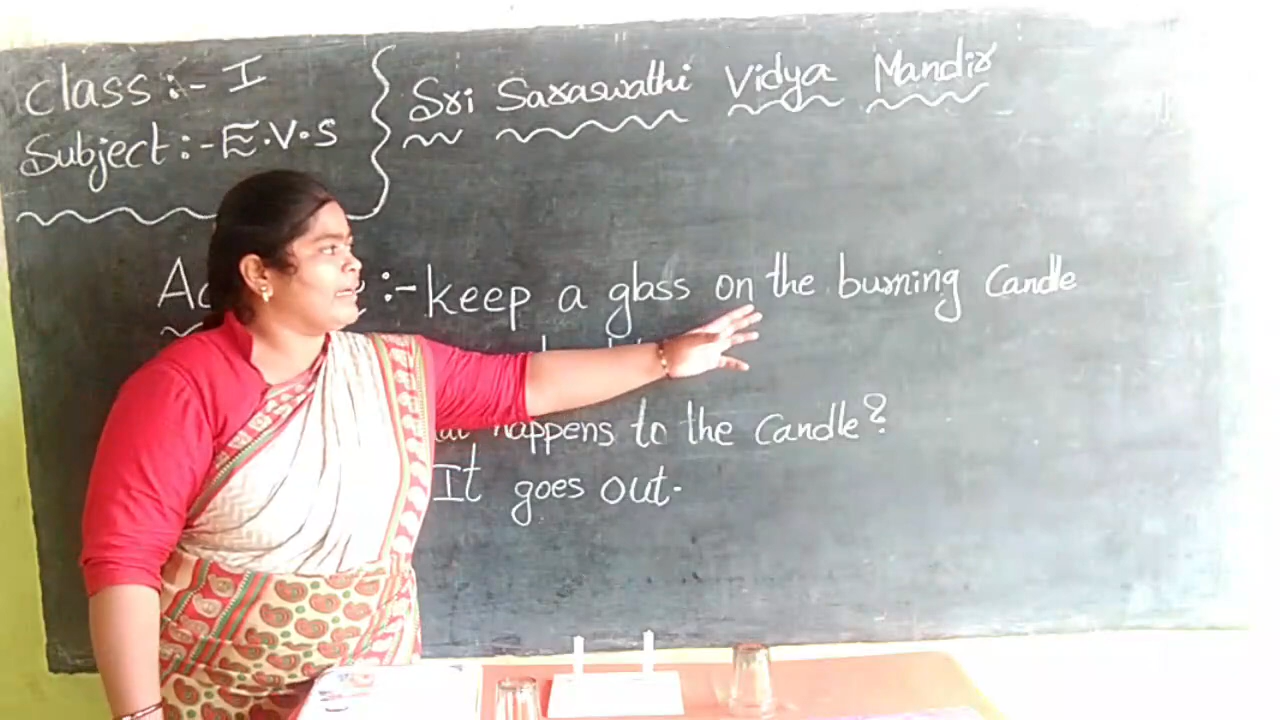 Class :- I
Subject :- E.V.S
Sri Saraswathi Vidya Mandir
:- keep a glass on the burning Candle
happens to the Candle?
It goes out.